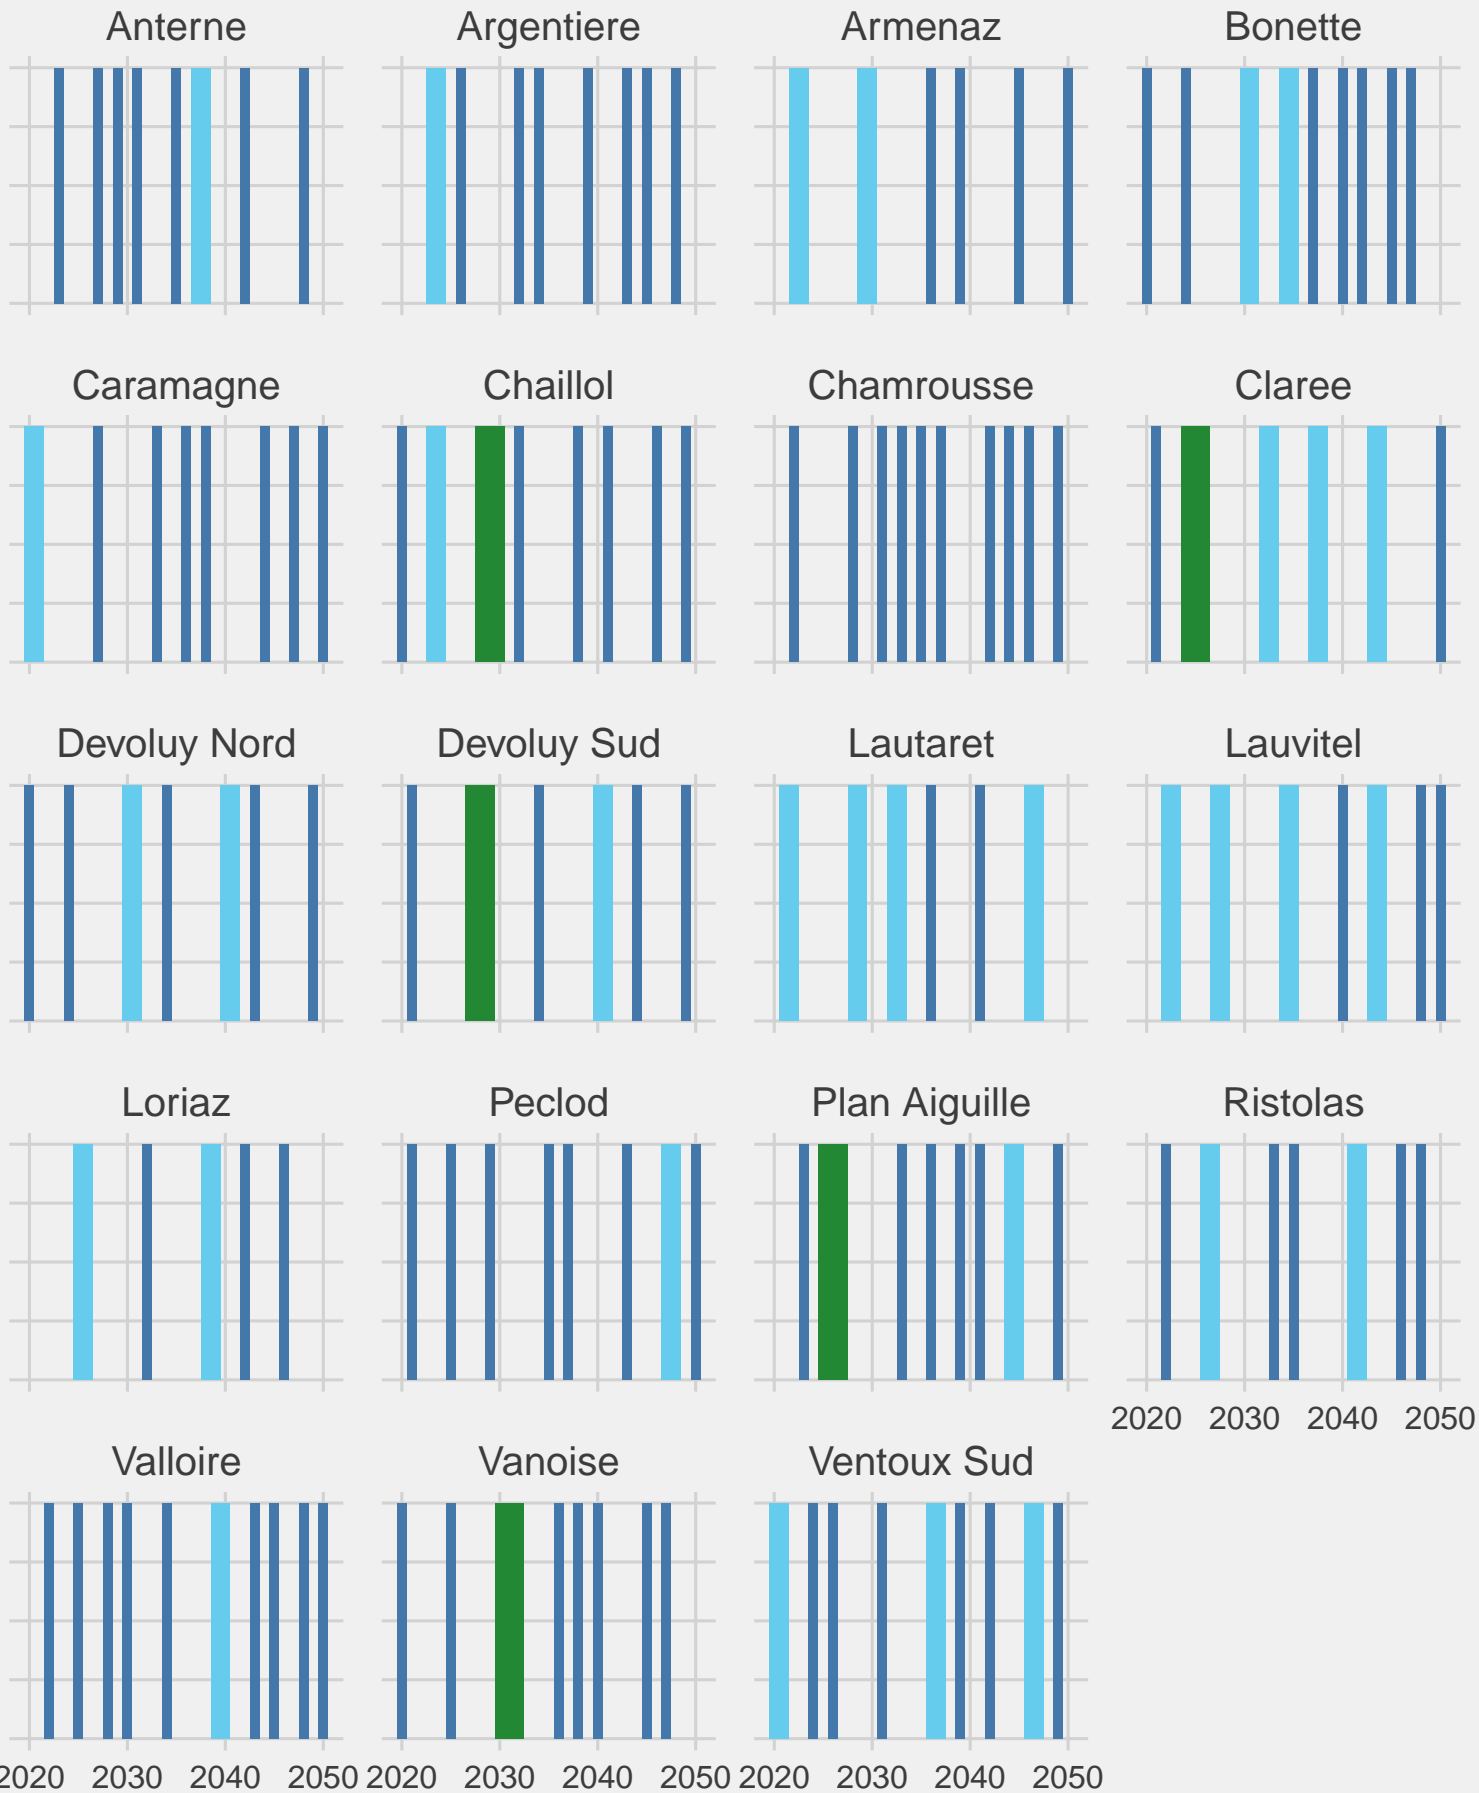 Anterne Argentiere Armenaz Bonette
Caramagne Chaillol Chamrousse Claree
Devoluy Nord Devoluy Sud Lautaret Lauvitel
Loriaz Peclod Plan Aiguille Ristolas
2020 2030 2040 2050
Valloire Vanoise Ventoux Sud
2020 2030 2040 2050 2020 2030 2040 2050 2020 2030 2040 2050